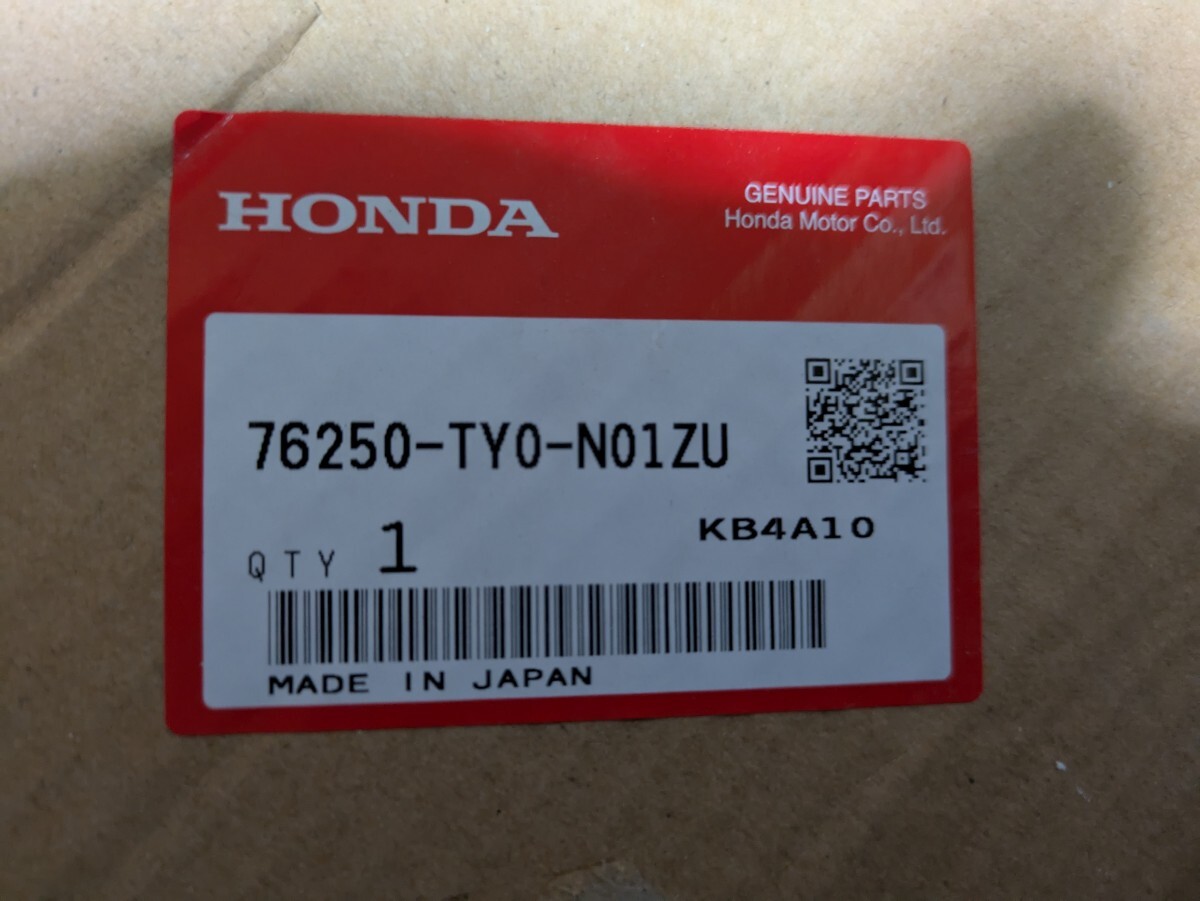 HONDA
GENUINE PARTS
Honda Motor Co., Ltd.
76250-TY0-N01ZU
KB4A10
QTY 1
MADE IN JAPAN